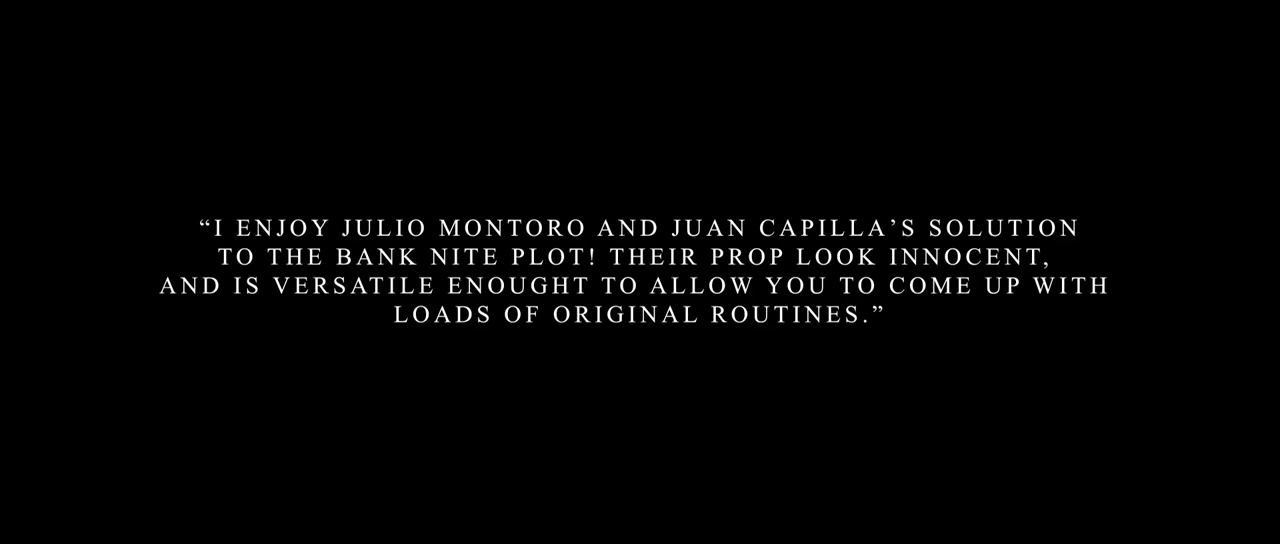 “I ENJOY JULIO MONTORO AND JUAN CAPILLA’S SOLUTION
TO THE BANK NITE PLOT! THEIR PROP LOOK INNOCENT,
AND IS VERSATILE ENOUGHT TO ALLOW YOU TO COME UP WITH
LOADS OF ORIGINAL ROUTINES.”